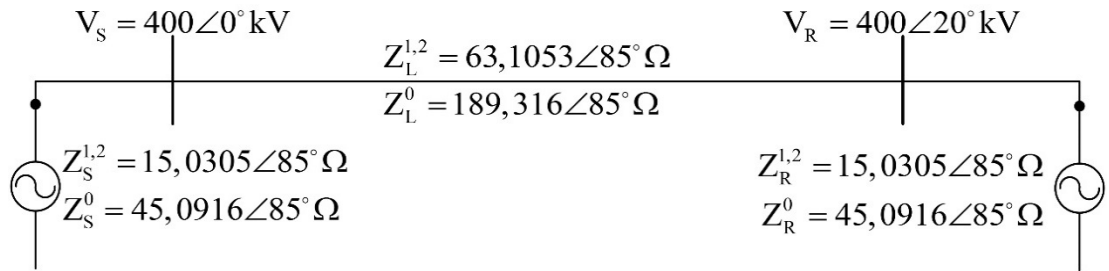 V_S = 400∠0° kV
V_R = 400∠20° kV
Z_L^{1,2} = 63,1053∠85° Ω
Z_L^0 = 189,316∠85° Ω
Z_S^{1,2} = 15,0305∠85° Ω
Z_S^0 = 45,0916∠85° Ω
Z_R^{1,2} = 15,0305∠85° Ω
Z_R^0 = 45,0916∠85° Ω